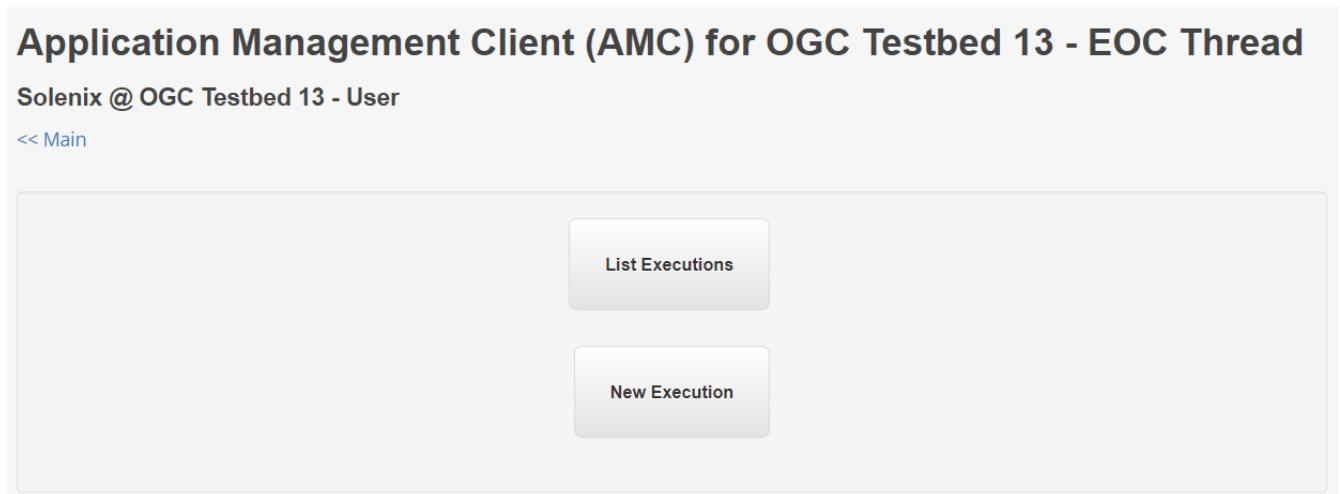 Application Management Client (AMC) for OGC Testbed 13 - EOC Thread
Solenix @ OGC Testbed 13 - User
<< Main
List Executions
New Execution